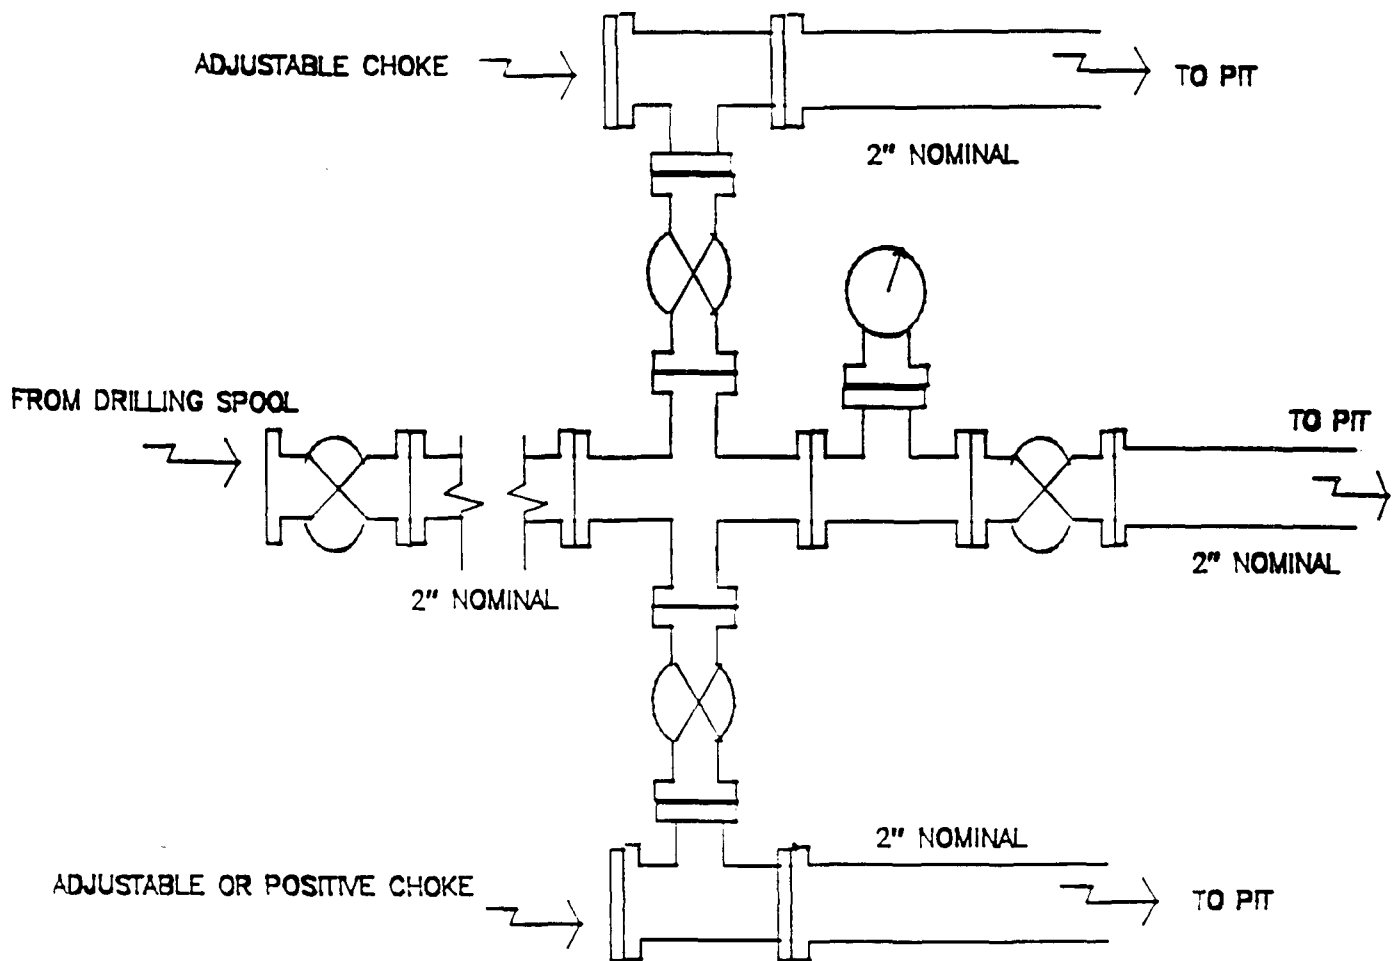 ADJUSTABLE CHOKE
TO PIT
2" NOMINAL
FROM DRILLING SPOOL
TO PIT
2" NOMINAL
2" NOMINAL
2" NOMINAL
ADJUSTABLE OR POSITIVE CHOKE
TO PIT